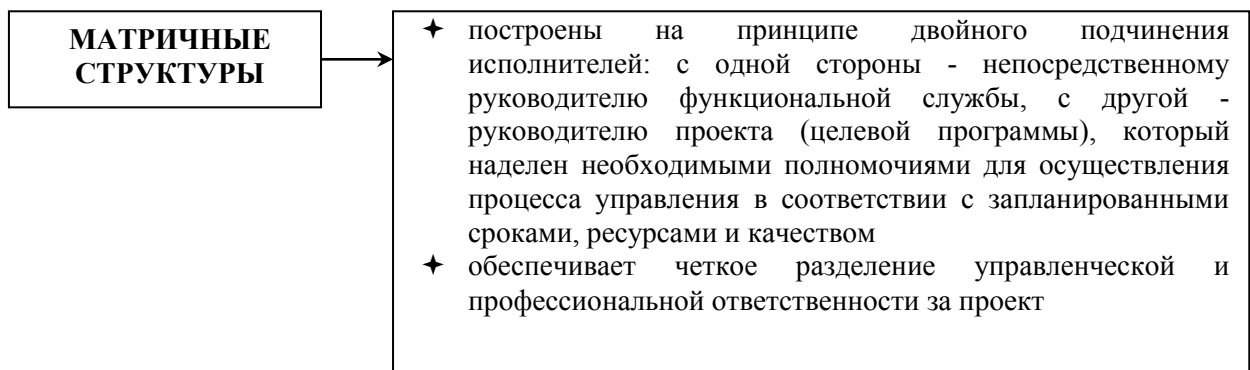 МАТРИЧНЫЕ
СТРУКТУРЫ
построены на принципе двойного подчинения
исполнителей: с одной стороны - непосредственному
руководителю функциональной службы, с другой -
руководителю проекта (целевой программы), который
наделен необходимыми полномочиями для осуществления
процесса управления в соответствии с запланированными
сроками, ресурсами и качеством
обеспечивает четкое разделение управленческой и
профессиональной ответственности за проект